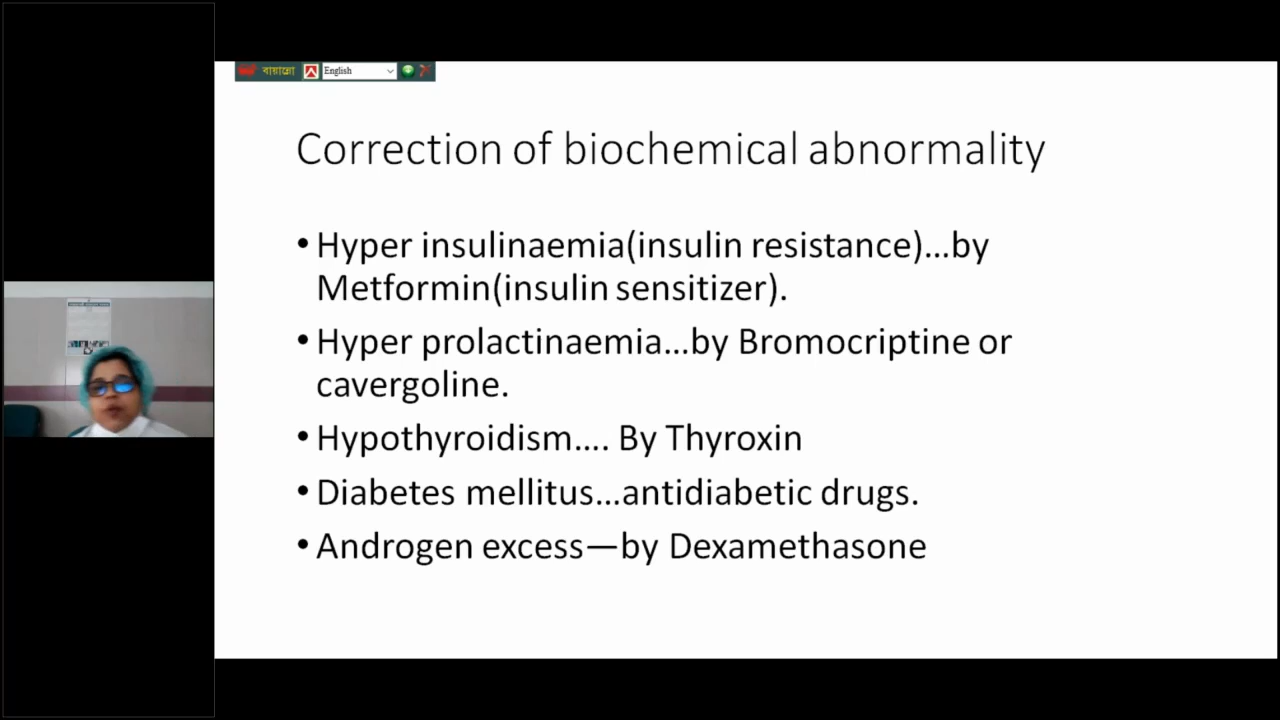 বায়ান্নো English
Correction of biochemical abnormality
• Hyper insulinaemia(insulin resistance)...by
Metformin(insulin sensitizer).
• Hyper prolactinaemia...by Bromocriptine or
cavergoline.
• Hypothyroidism.... By Thyroxin
• Diabetes mellitus...antidiabetic drugs.
• Androgen excess—by Dexamethasone